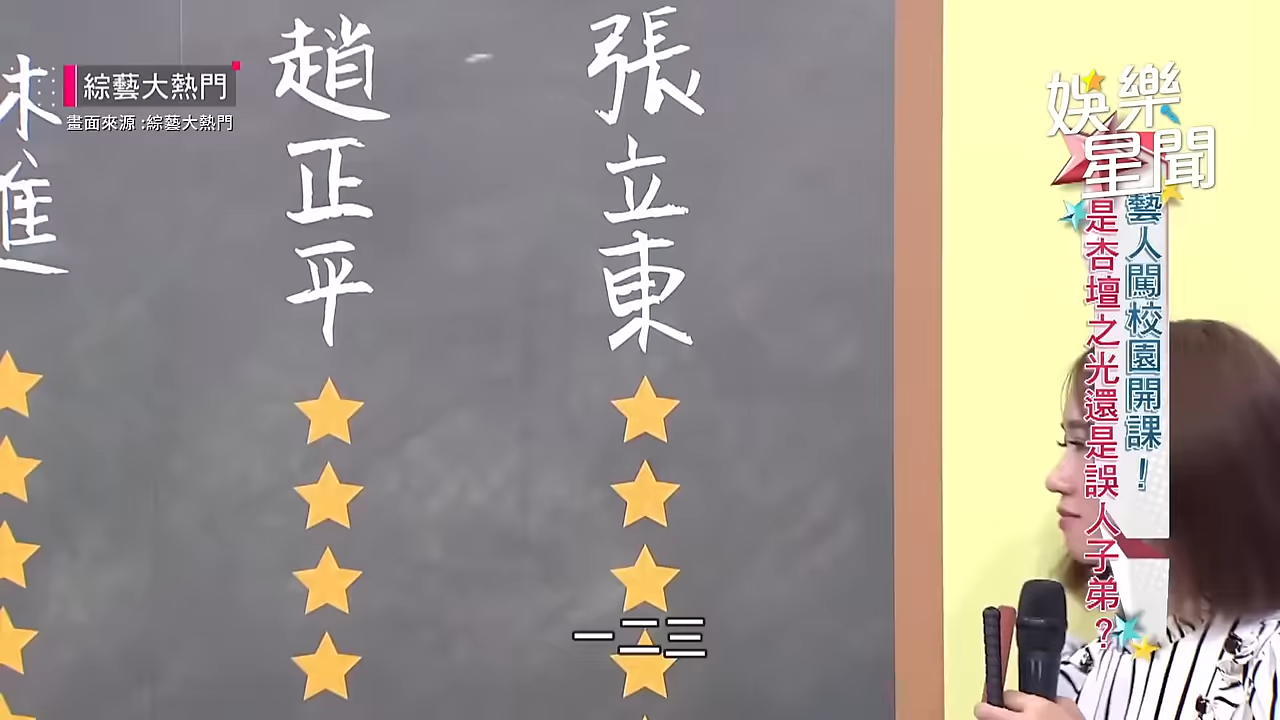 綜藝大熱門
畫面來源 :綜藝大熱門
張立東
趙正平
進
娛樂
星聞
藝人闖校園開課！
是杏壇之光還是誤人子弟？
一二三